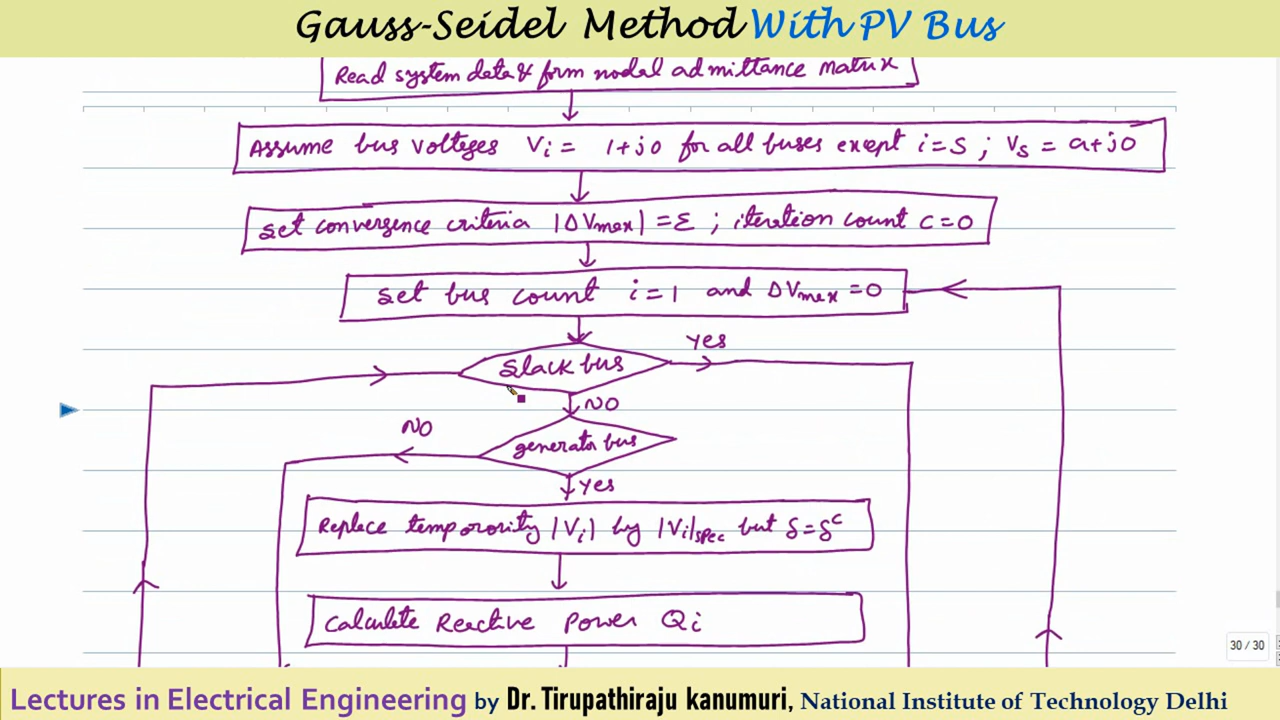 Gauss-Seidel Method With PV Bus
Read system data & form nodal admittance matrix
Assume bus volteges Vi = 1+j0 for all buses except i=S ; Vs = a+j0
Set convergence criteria |ΔVmax| = ε ; iteration count C=0
Set bus count i=1 and ΔVmax =0
Slack bus
Yes
NO
generator bus
NO
Yes
Replace temporority |Vi| by |Vi|spec but δ=δᶜ
Calculate Reactive Power Qi
30 / 30
Lectures in Electrical Engineering by Dr. Tirupathiraju kanumuri, National Institute of Technology Delhi